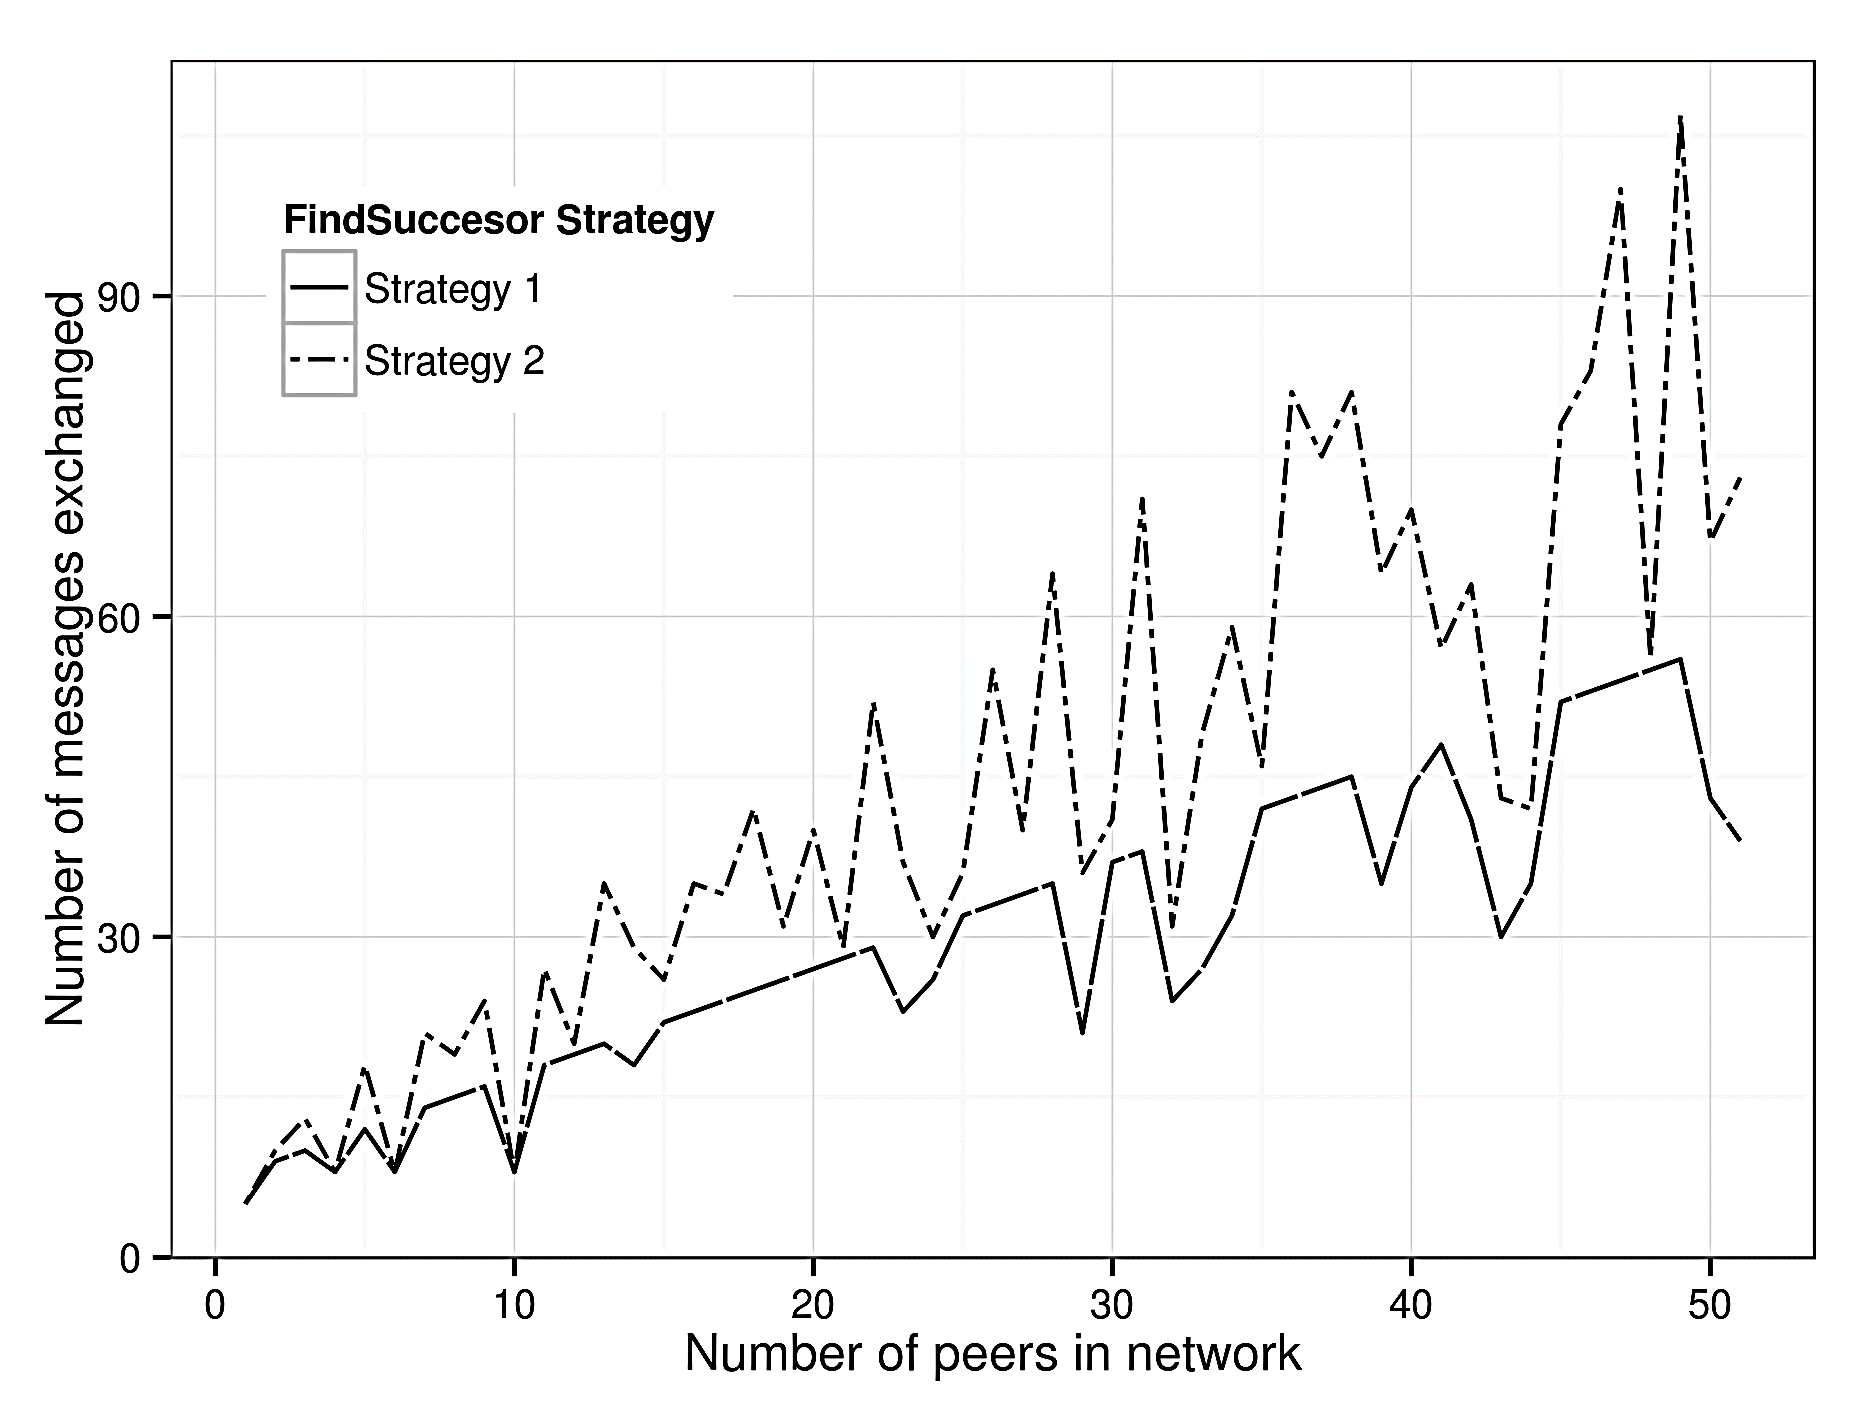 FindSuccesor Strategy
Strategy 1
Strategy 2
Number of messages exchanged
90
60
30
0
0 10 20 30 40 50
Number of peers in network